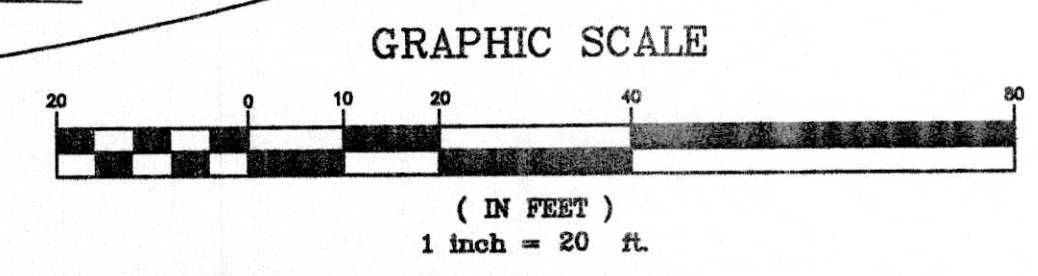 GRAPHIC SCALE
20 0 10 20 40 80
( IN FEET )
1 inch = 20 ft.